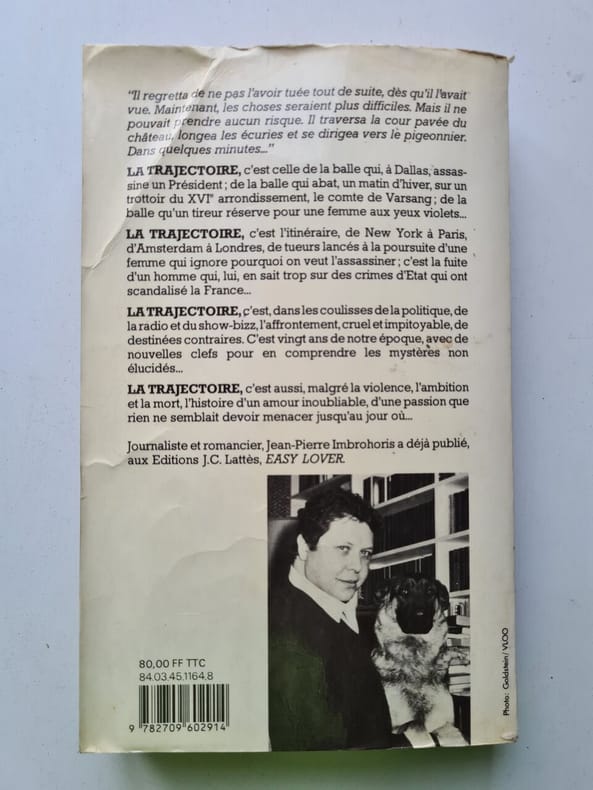 "Il regretta de ne pas l'avoir tuée tout de suite, dès qu'il l'avait
vue. Maintenant, les choses seraient plus difficiles. Mais il ne
pouvait prendre aucun risque. Il traversa la cour pavée du
château, longea les écuries et se dirigea vers le pigeonnier.
Dans quelques minutes..."
LA TRAJECTOIRE, c'est celle de la balle qui, à Dallas, assas-
sine un Président ; de la balle qui abat, un matin d'hiver, sur un
trottoir du XVIe arrondissement, le comte de Varsang ; de la
balle qu'un tireur réserve pour une femme aux yeux violets...
LA TRAJECTOIRE, c'est l'itinéraire, de New York à Paris,
d'Amsterdam à Londres, de tueurs lancés à la poursuite d'une
femme qui ignore pourquoi on veut l'assassiner ; c'est la fuite
d'un homme qui, lui, en sait trop sur des crimes d'Etat qui ont
scandalisé la France...
LA TRAJECTOIRE, c'est, dans les coulisses de la politique, de
la radio et du show-bizz, l'affrontement, cruel et impitoyable, de
destinées contraires. C'est vingt ans de notre époque, avec de
nouvelles clefs pour en comprendre les mystères non
élucidés...
LA TRAJECTOIRE, c'est aussi, malgré la violence, l'ambition
et la mort, l'histoire d'un amour inoubliable, d'une passion que
rien ne semblait devoir menacer jusqu'au jour où...
Journaliste et romancier, Jean-Pierre Imbrohoris a déjà publié,
aux Editions J.C. Lattès, EASY LOVER.
80,00 FF TTC
84.03.45.1164.8
9 782709 602914
Photo: Goldstein/VLOO